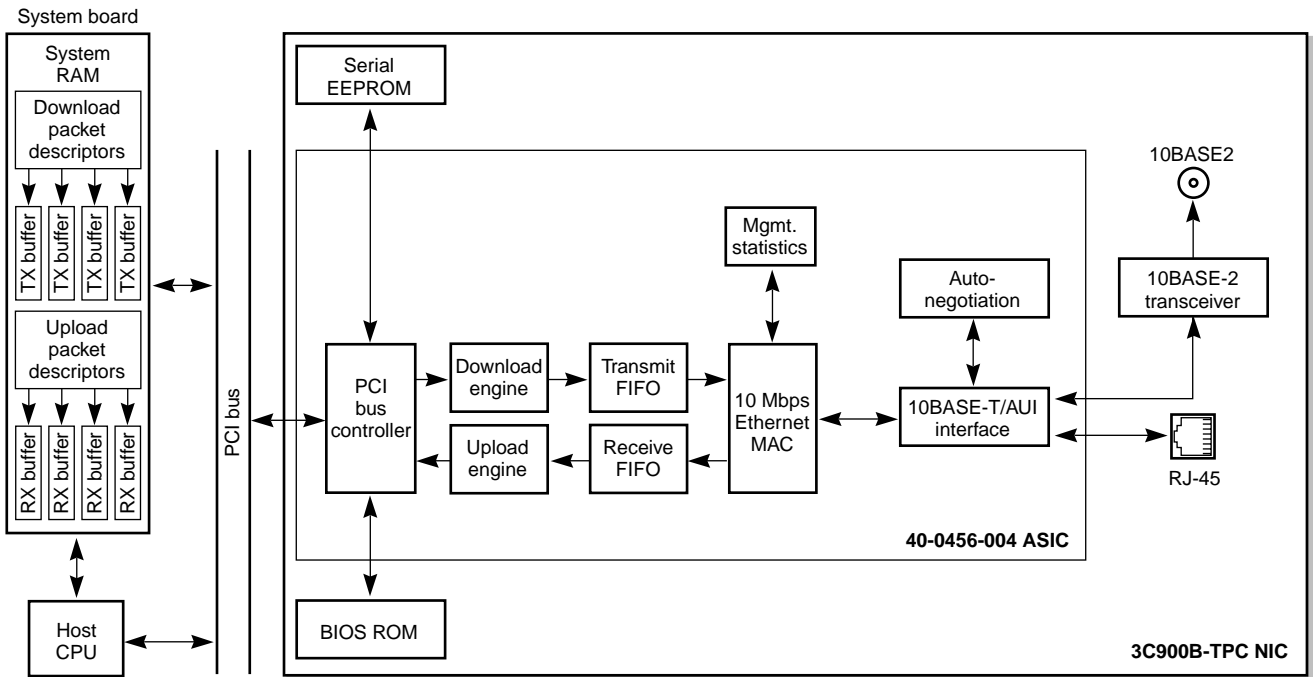 System board
System
RAM
Download
packet
descriptors
TX buffer
TX buffer
TX buffer
TX buffer
Upload
packet
descriptors
RX buffer
RX buffer
RX buffer
RX buffer
Host
CPU
PCI bus
Serial
EEPROM
PCI
bus
controller
BIOS ROM
Download
engine
Transmit
FIFO
Upload
engine
Receive
FIFO
Mgmt.
statistics
10 Mbps
Ethernet
MAC
Auto-
negotiation
10BASE-T/AUI
interface
40-0456-004 ASIC
10BASE2
10BASE-2
transceiver
RJ-45
3C900B-TPC NIC